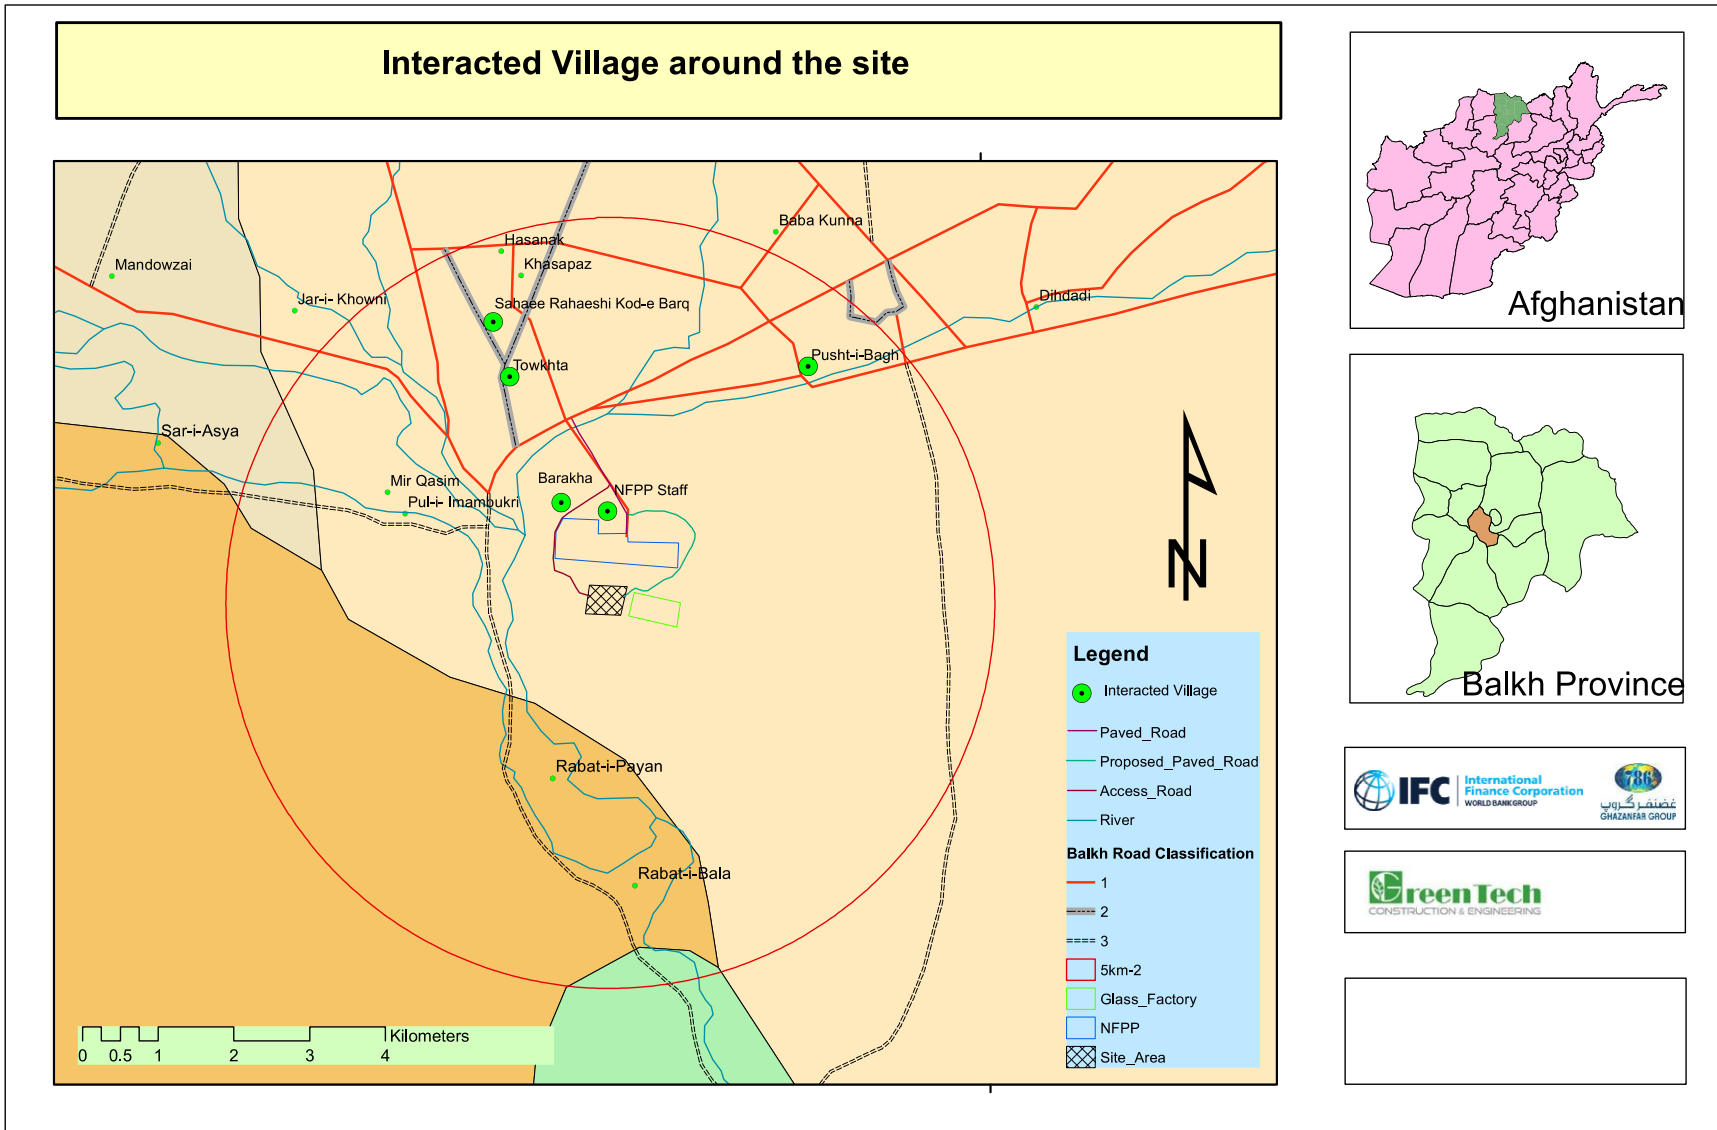 Interacted Village around the site
Baba Kunna
Hasanak
Khasapaz
Mandowzai
Jar-i- Khowni
Sahaee Rahaeshi Kod-e Barq
Dihdadi
Towkhta
Pusht-i-Bagh
Sar-i-Asya
Mir Qasim
Pul-i- Imambukri
Barakha
NFPP Staff
Rabat-i-Payan
Rabat-i-Bala
N
Legend
Interacted Village
Paved_Road
Proposed_Paved_Road
Access_Road
River
Balkh Road Classification
1
2
3
5km-2
Glass_Factory
NFPP
Site_Area
Kilometers
0 0.5 1 2 3 4
Afghanistan
Balkh Province
IFC
International
Finance Corporation
WORLD BANK GROUP
786
غضنفر گروپ
GHAZANFAR GROUP
GreenTech
CONSTRUCTION & ENGINEERING